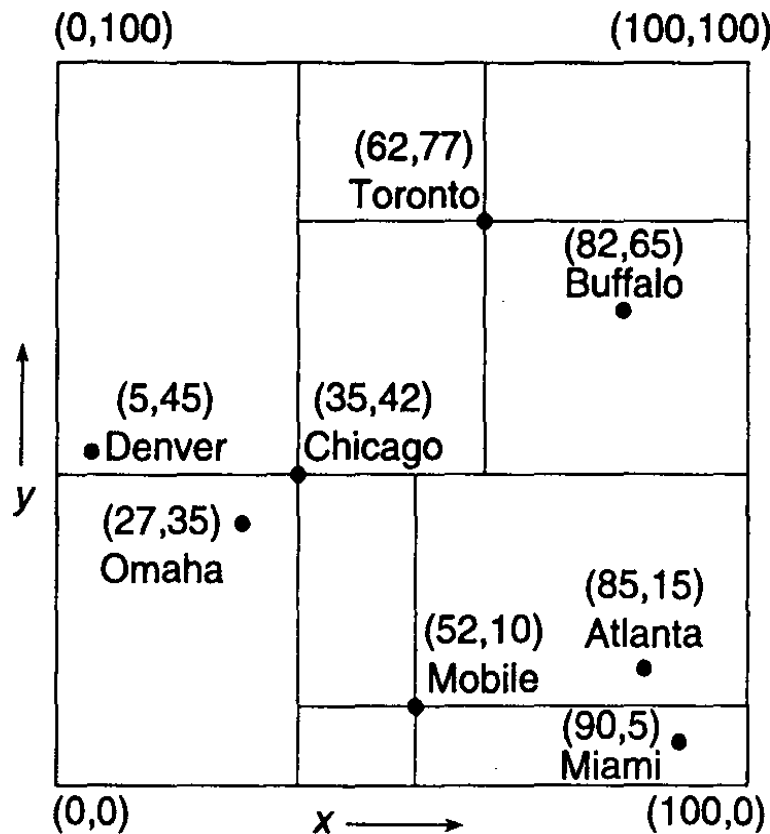 (0,100)
(100,100)
(62,77)
Toronto
(82,65)
Buffalo
(5,45)
Denver
(35,42)
Chicago
y
(27,35)
Omaha
(85,15)
Atlanta
(52,10)
Mobile
(90,5)
Miami
(0,0)
x
(100,0)